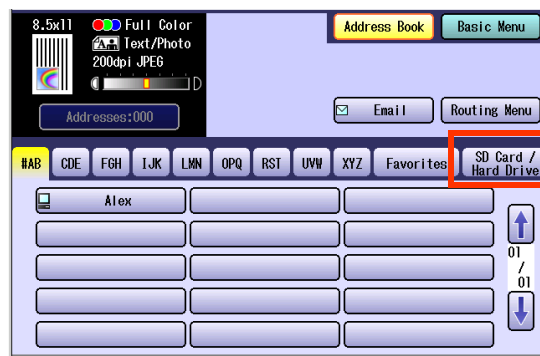 8.5x11 Full Color
Text/Photo
200dpi JPEG
D
Addresses:000
Address Book
Basic Menu
Email
Routing Menu
#AB
CDE
FGH
IJK
LMN
OPQ
RST
UVW
XYZ
Favorites
SD Card /
Hard Drive
Alex
01
/
01